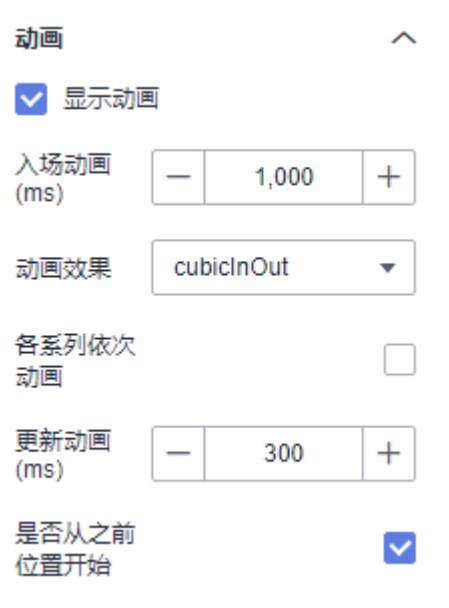 动画
显示动画
入场动画
(ms)
1,000
动画效果
cubicInOut
各系列依次
动画
更新动画
(ms)
300
是否从之前
位置开始